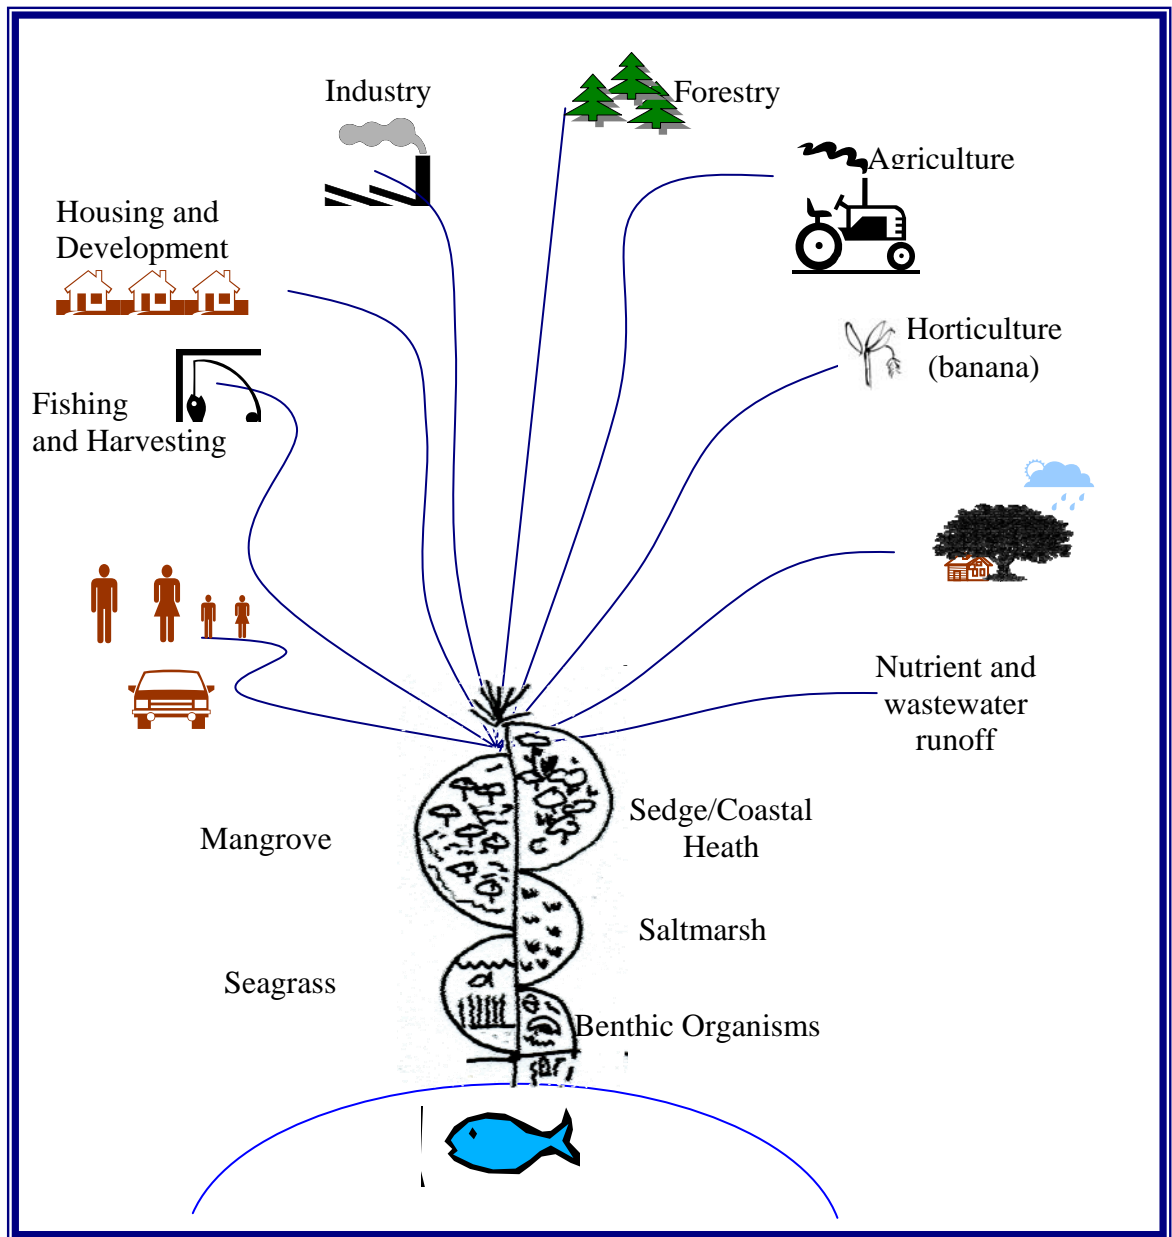 Industry
Forestry
Agriculture
Housing and
Development
Horticulture
(banana)
Fishing
and Harvesting
Nutrient and
wastewater
runoff
Sedge/Coastal
Heath
Mangrove
Saltmarsh
Seagrass
Benthic Organisms